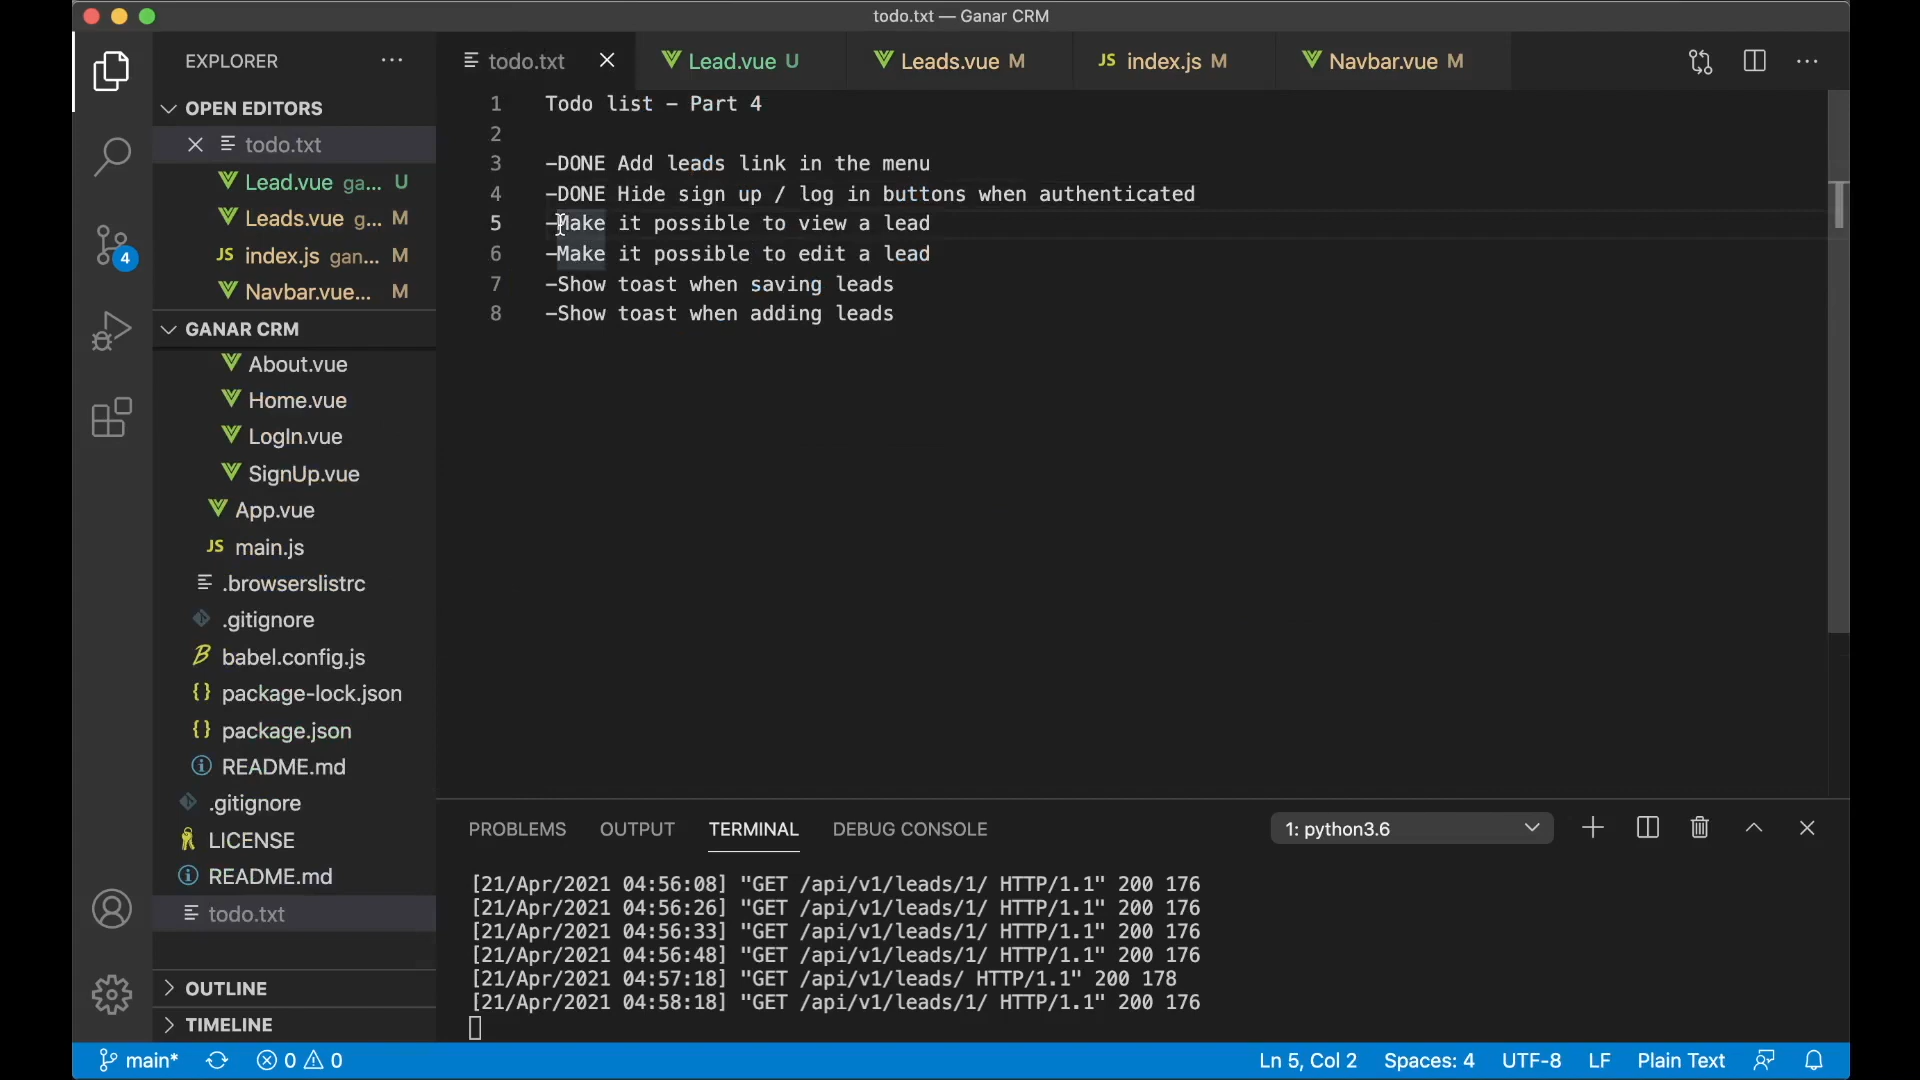 todo.txt — Ganar CRM
EXPLORER
OPEN EDITORS
todo.txt
Lead.vue ga... U
Leads.vue g... M
index.js gan... M
Navbar.vue... M
GANAR CRM
About.vue
Home.vue
LogIn.vue
SignUp.vue
App.vue
JS main.js
.browserslistrc
.gitignore
babel.config.js
package-lock.json
package.json
README.md
.gitignore
LICENSE
README.md
todo.txt
OUTLINE
TIMELINE
4
todo.txt
Lead.vue U
Leads.vue M
JS index.js M
Navbar.vue M
1 Todo list - Part 4
2
3 -DONE Add leads link in the menu
4 -DONE Hide sign up / log in buttons when authenticated
5 -Make it possible to view a lead
6 -Make it possible to edit a lead
7 -Show toast when saving leads
8 -Show toast when adding leads
PROBLEMS OUTPUT TERMINAL DEBUG CONSOLE 1: python3.6
[21/Apr/2021 04:56:08] "GET /api/v1/leads/1/ HTTP/1.1" 200 176
[21/Apr/2021 04:56:26] "GET /api/v1/leads/1/ HTTP/1.1" 200 176
[21/Apr/2021 04:56:33] "GET /api/v1/leads/1/ HTTP/1.1" 200 176
[21/Apr/2021 04:56:48] "GET /api/v1/leads/1/ HTTP/1.1" 200 176
[21/Apr/2021 04:57:18] "GET /api/v1/leads/ HTTP/1.1" 200 178
[21/Apr/2021 04:58:18] "GET /api/v1/leads/1/ HTTP/1.1" 200 176
main* 0 0 Ln 5, Col 2 Spaces: 4 UTF-8 LF Plain Text